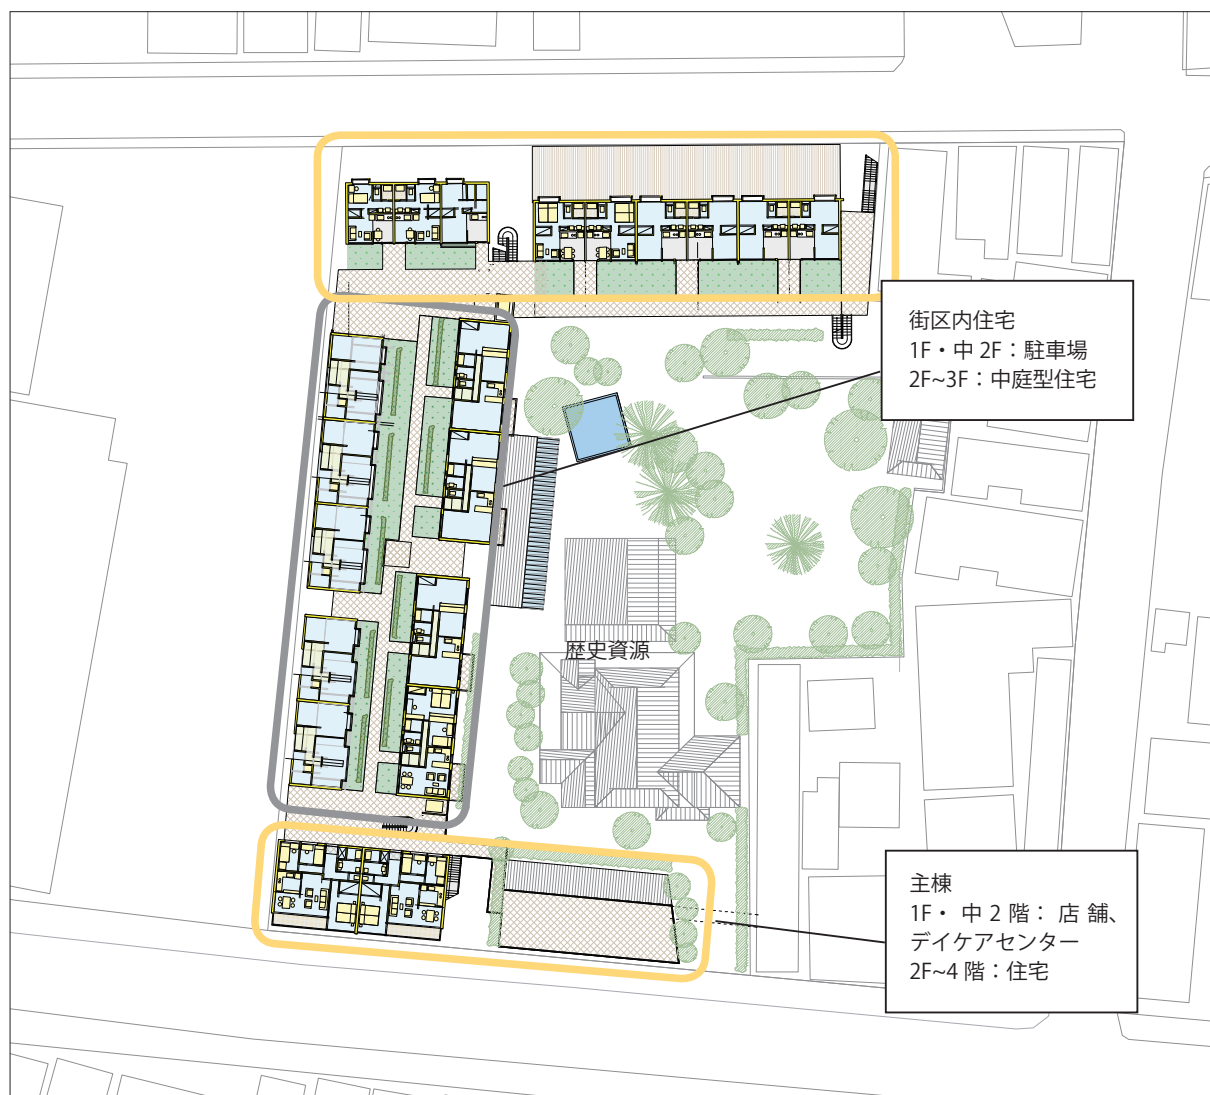 街区内住宅
1F・中 2F：駐車場
2F~3F：中庭型住宅
歴史資源
主棟
1F・ 中 2 階： 店 舗、
デイケアセンター
2F~4 階：住宅